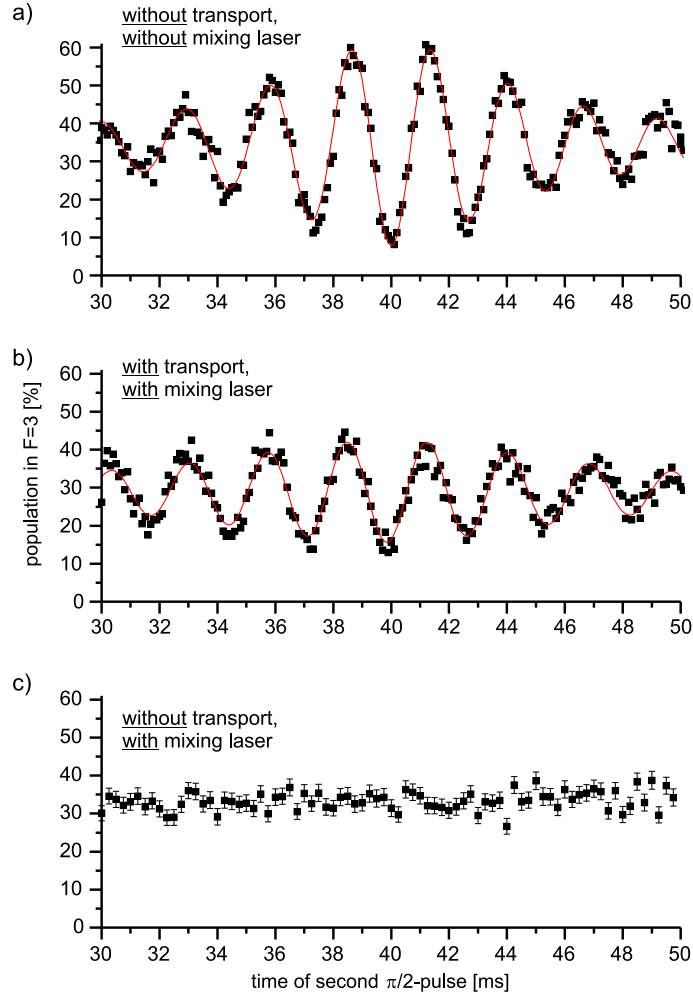 a)
without transport,
without mixing laser
60
50
40
30
20
10
0
30 32 34 36 38 40 42 44 46 48 50
b)
with transport,
with mixing laser
60
50
40
30
20
10
0
30 32 34 36 38 40 42 44 46 48 50
population in F=3 [%]
c)
without transport,
with mixing laser
60
50
40
30
20
10
0
30 32 34 36 38 40 42 44 46 48 50
time of second π/2-pulse [ms]